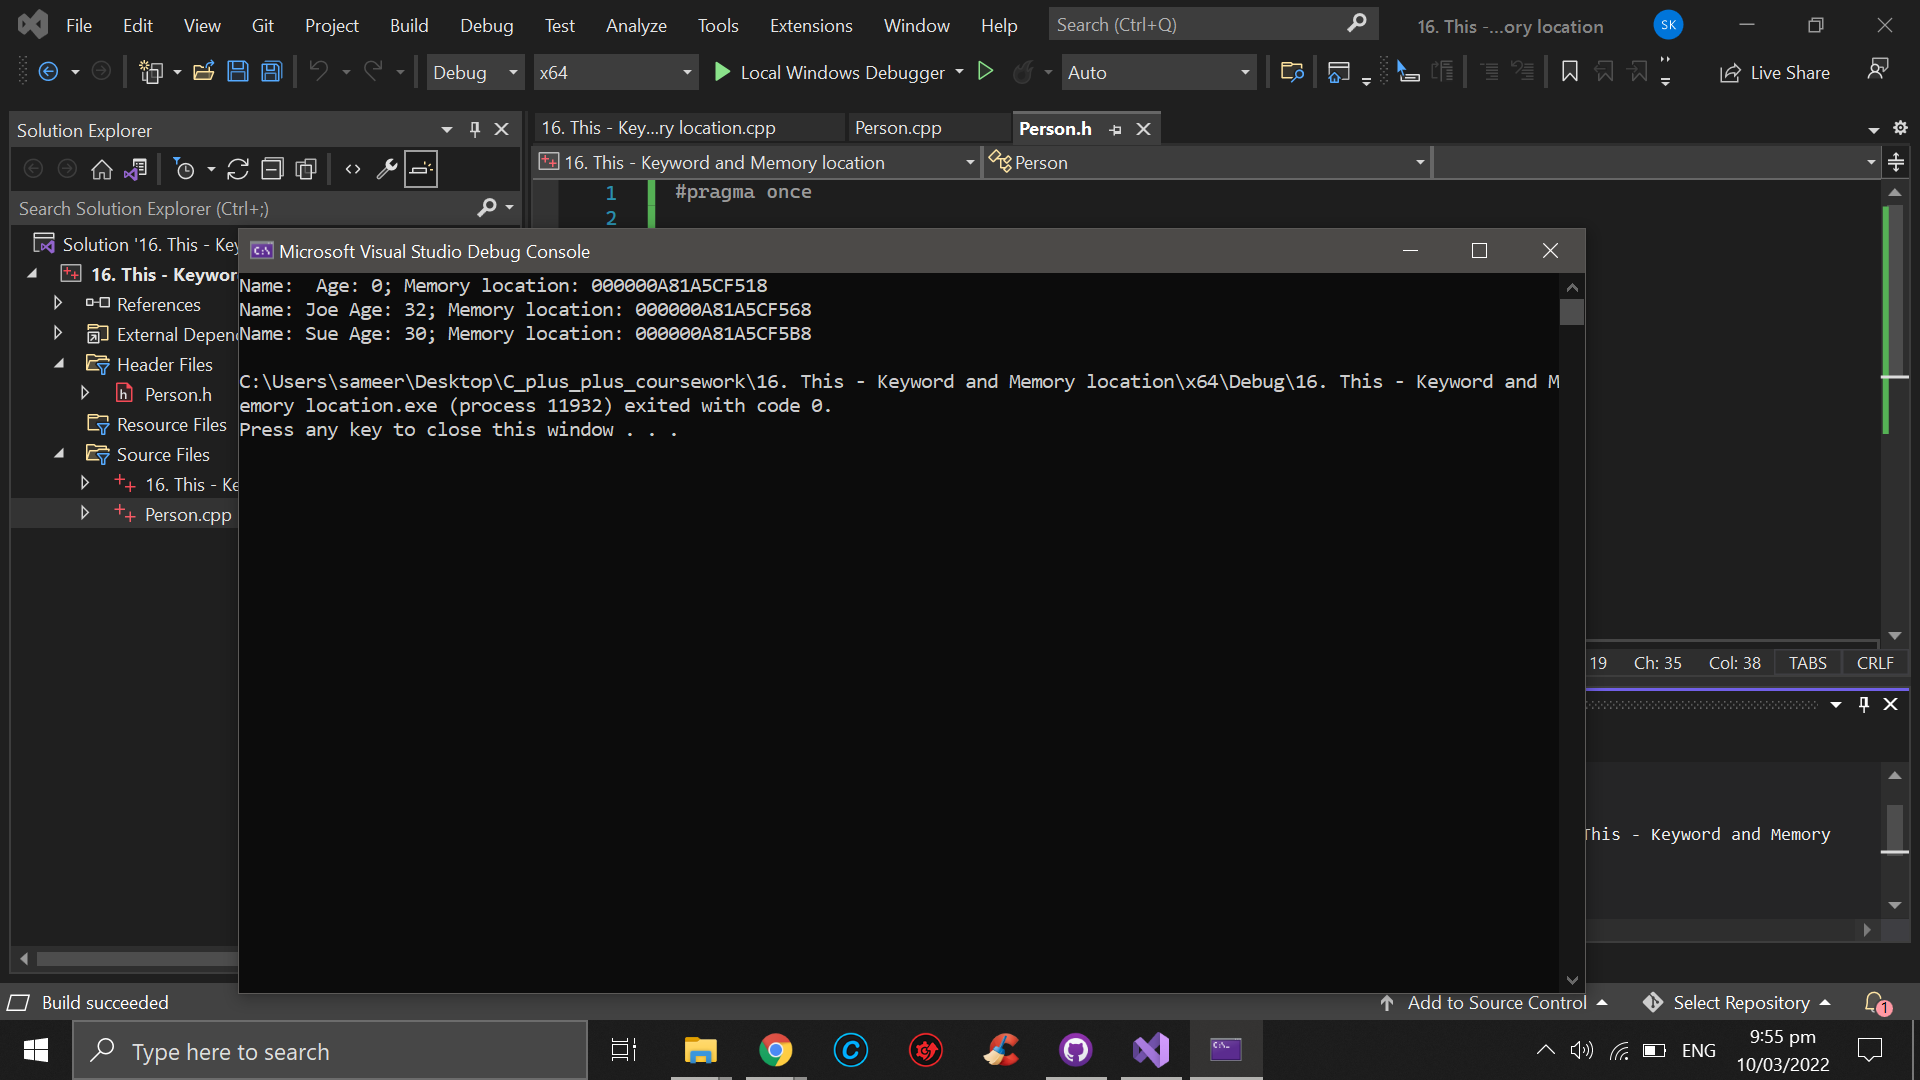 File Edit View Git Project Build Debug Test Analyze Tools Extensions Window Help Search (Ctrl+Q) 16. This -...ory location SK
Debug x64 Local Windows Debugger Auto Live Share
Solution Explorer
16. This - Key...ry location.cpp Person.cpp Person.h
16. This - Keyword and Memory location Person
Search Solution Explorer (Ctrl+;)
1 #pragma once
2
Solution '16. This - Key
16. This - Keywor
References
External Depend
Header Files
Person.h
Resource Files
Source Files
16. This - Ke
Person.cpp
Microsoft Visual Studio Debug Console
Name:  Age: 0; Memory location: 000000A81A5CF518
Name: Joe Age: 32; Memory location: 000000A81A5CF568
Name: Sue Age: 30; Memory location: 000000A81A5CF5B8
C:\Users\sameer\Desktop\C_plus_plus_coursework\16. This - Keyword and Memory location\x64\Debug\16. This - Keyword and M
emory location.exe (process 11932) exited with code 0.
Press any key to close this window . . .
19 Ch: 35 Col: 38 TABS CRLF
This - Keyword and Memory
Build succeeded Add to Source Control Select Repository 1
Type here to search ENG 9:55 pm
10/03/2022